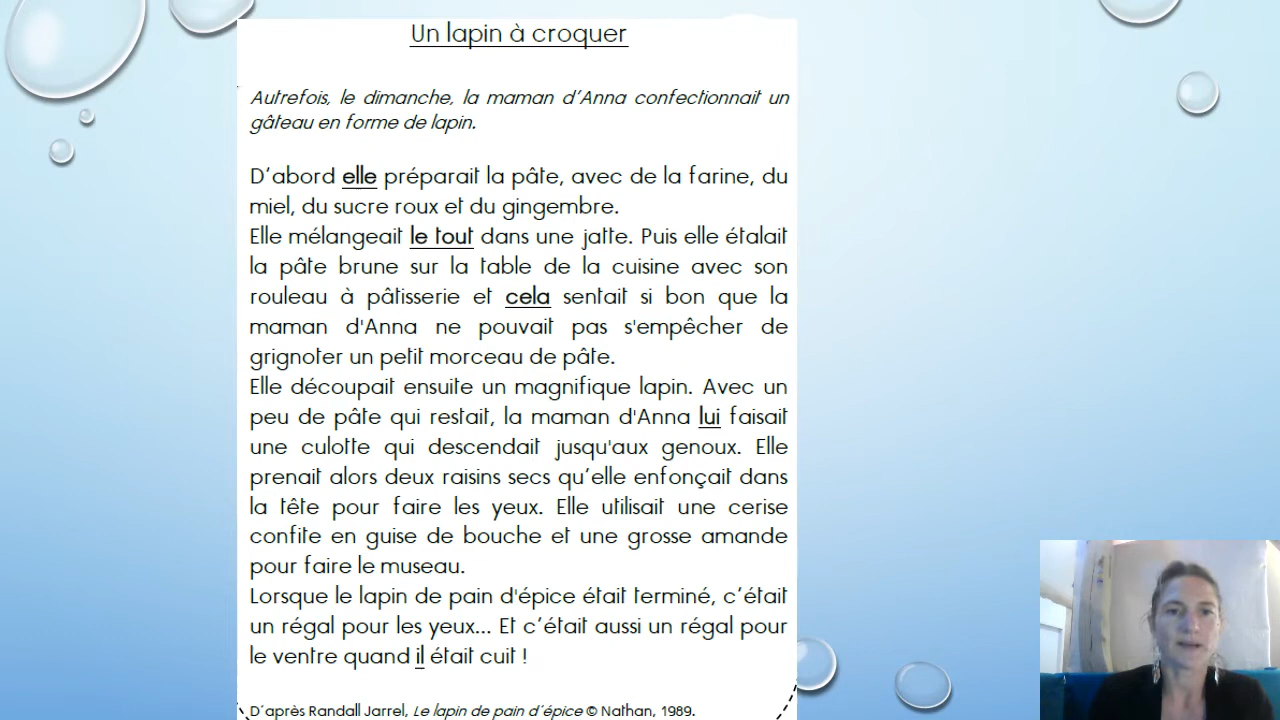 Un lapin à croquer
Autrefois, le dimanche, la maman d'Anna confectionnait un
gâteau en forme de lapin.
D'abord elle préparait la pâte, avec de la farine, du
miel, du sucre roux et du gingembre.
Elle mélangeait le tout dans une jatte. Puis elle étalait
la pâte brune sur la table de la cuisine avec son
rouleau à pâtisserie et cela sentait si bon que la
maman d'Anna ne pouvait pas s'empêcher de
grignoter un petit morceau de pâte.
Elle découpait ensuite un magnifique lapin. Avec un
peu de pâte qui restait, la maman d'Anna lui faisait
une culotte qui descendait jusqu'aux genoux. Elle
prenait alors deux raisins secs qu'elle enfonçait dans
la tête pour faire les yeux. Elle utilisait une cerise
confite en guise de bouche et une grosse amande
pour faire le museau.
Lorsque le lapin de pain d'épice était terminé, c'était
un régal pour les yeux... Et c'était aussi un régal pour
le ventre quand il était cuit !
D'après Randall Jarrel, Le lapin de pain d'épice © Nathan, 1989.